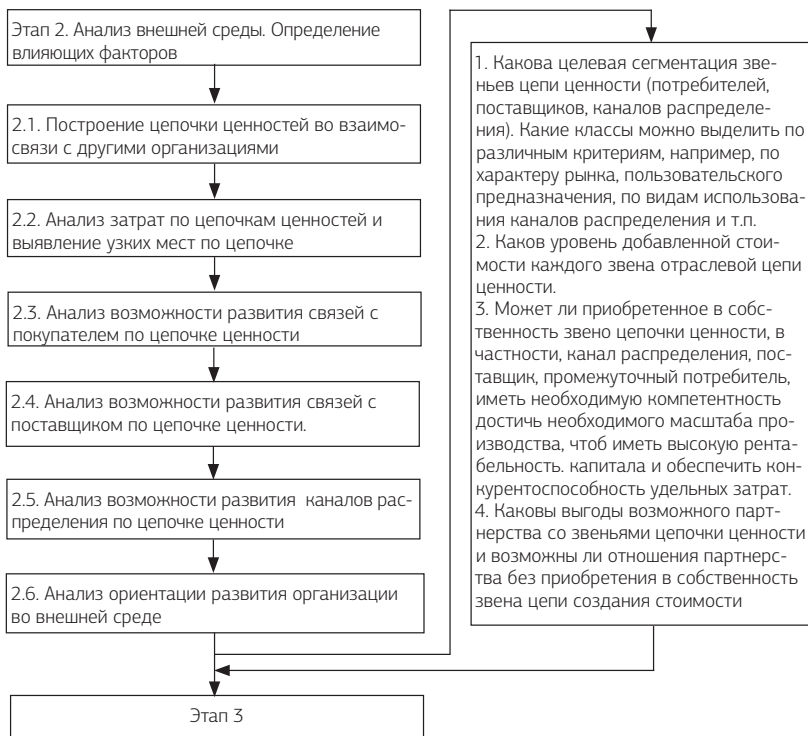 Этап 2. Анализ внешней среды. Определение
влияющих факторов
2.1. Построение цепочки ценностей во взаимо-
связи с другими организациями
2.2. Анализ затрат по цепочкам ценностей и
выявление узких мест по цепочке
2.3. Анализ возможности развития связей с
покупателем по цепочке ценности
2.4. Анализ возможности развития связей с
поставщиком по цепочке ценности.
2.5. Анализ возможности развития каналов рас-
пределения по цепочке ценности
2.6. Анализ ориентации развития организации
во внешней среде
Этап 3
1. Какова целевая сегментация зве-
ньев цепи ценности (потребителей,
поставщиков, каналов распределе-
ния). Какие классы можно выделить по
различным критериям, например, по
характеру рынка, пользовательского
предназначения, по видам использова-
ния каналов распределения и т.п.
2. Каков уровень добавленной стои-
мости каждого звена отраслевой цепи
ценности.
3. Может ли приобретенное в собс-
твенность звено цепочки ценности, в
частности, канал распределения, пос-
тавщик, промежуточный потребитель,
иметь необходимую компетентность
достичь необходимого масштаба про-
изводства, чтоб иметь высокую рента-
бельность. капитала и обеспечить кон-
курентоспособность удельных затрат.
4. Каковы выгоды возможного парт-
нерства со звеньями цепочки ценности
и возможны ли отношения партнерс-
тва без приобретения в собственность
звена цепи создания стоимости